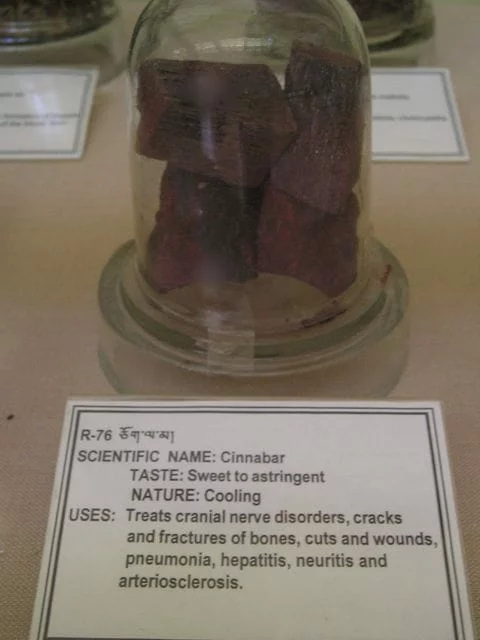 R-76 ཅོག་ལ་མ།
SCIENTIFIC NAME: Cinnabar
TASTE: Sweet to astringent
NATURE: Cooling
USES: Treats cranial nerve disorders, cracks
and fractures of bones, cuts and wounds,
pneumonia, hepatitis, neuritis and
arteriosclerosis.